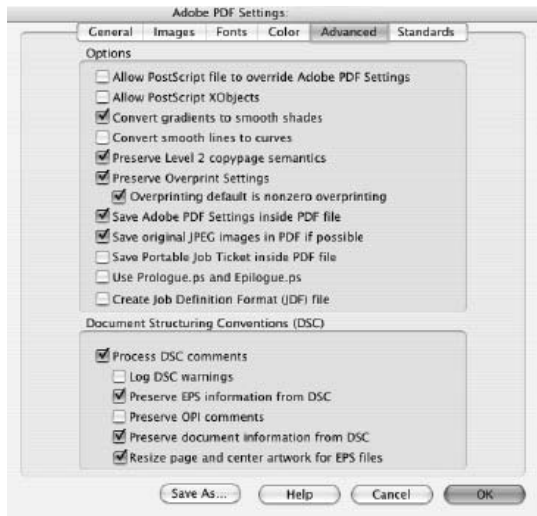 Adobe PDF Settings:
General Images Fonts Color Advanced Standards
Options
Allow PostScript file to override Adobe PDF Settings
Allow PostScript XObjects
Convert gradients to smooth shades
Convert smooth lines to curves
Preserve Level 2 copypage semantics
Preserve Overprint Settings
Overprinting default is nonzero overprinting
Save Adobe PDF Settings inside PDF file
Save original JPEG images in PDF if possible
Save Portable Job Ticket inside PDF file
Use Prologue.ps and Epilogue.ps
Create Job Definition Format (JDF) file
Document Structuring Conventions (DSC)
Process DSC comments
Log DSC warnings
Preserve EPS information from DSC
Preserve OPI comments
Preserve document information from DSC
Resize page and center artwork for EPS files
Save As... Help Cancel OK